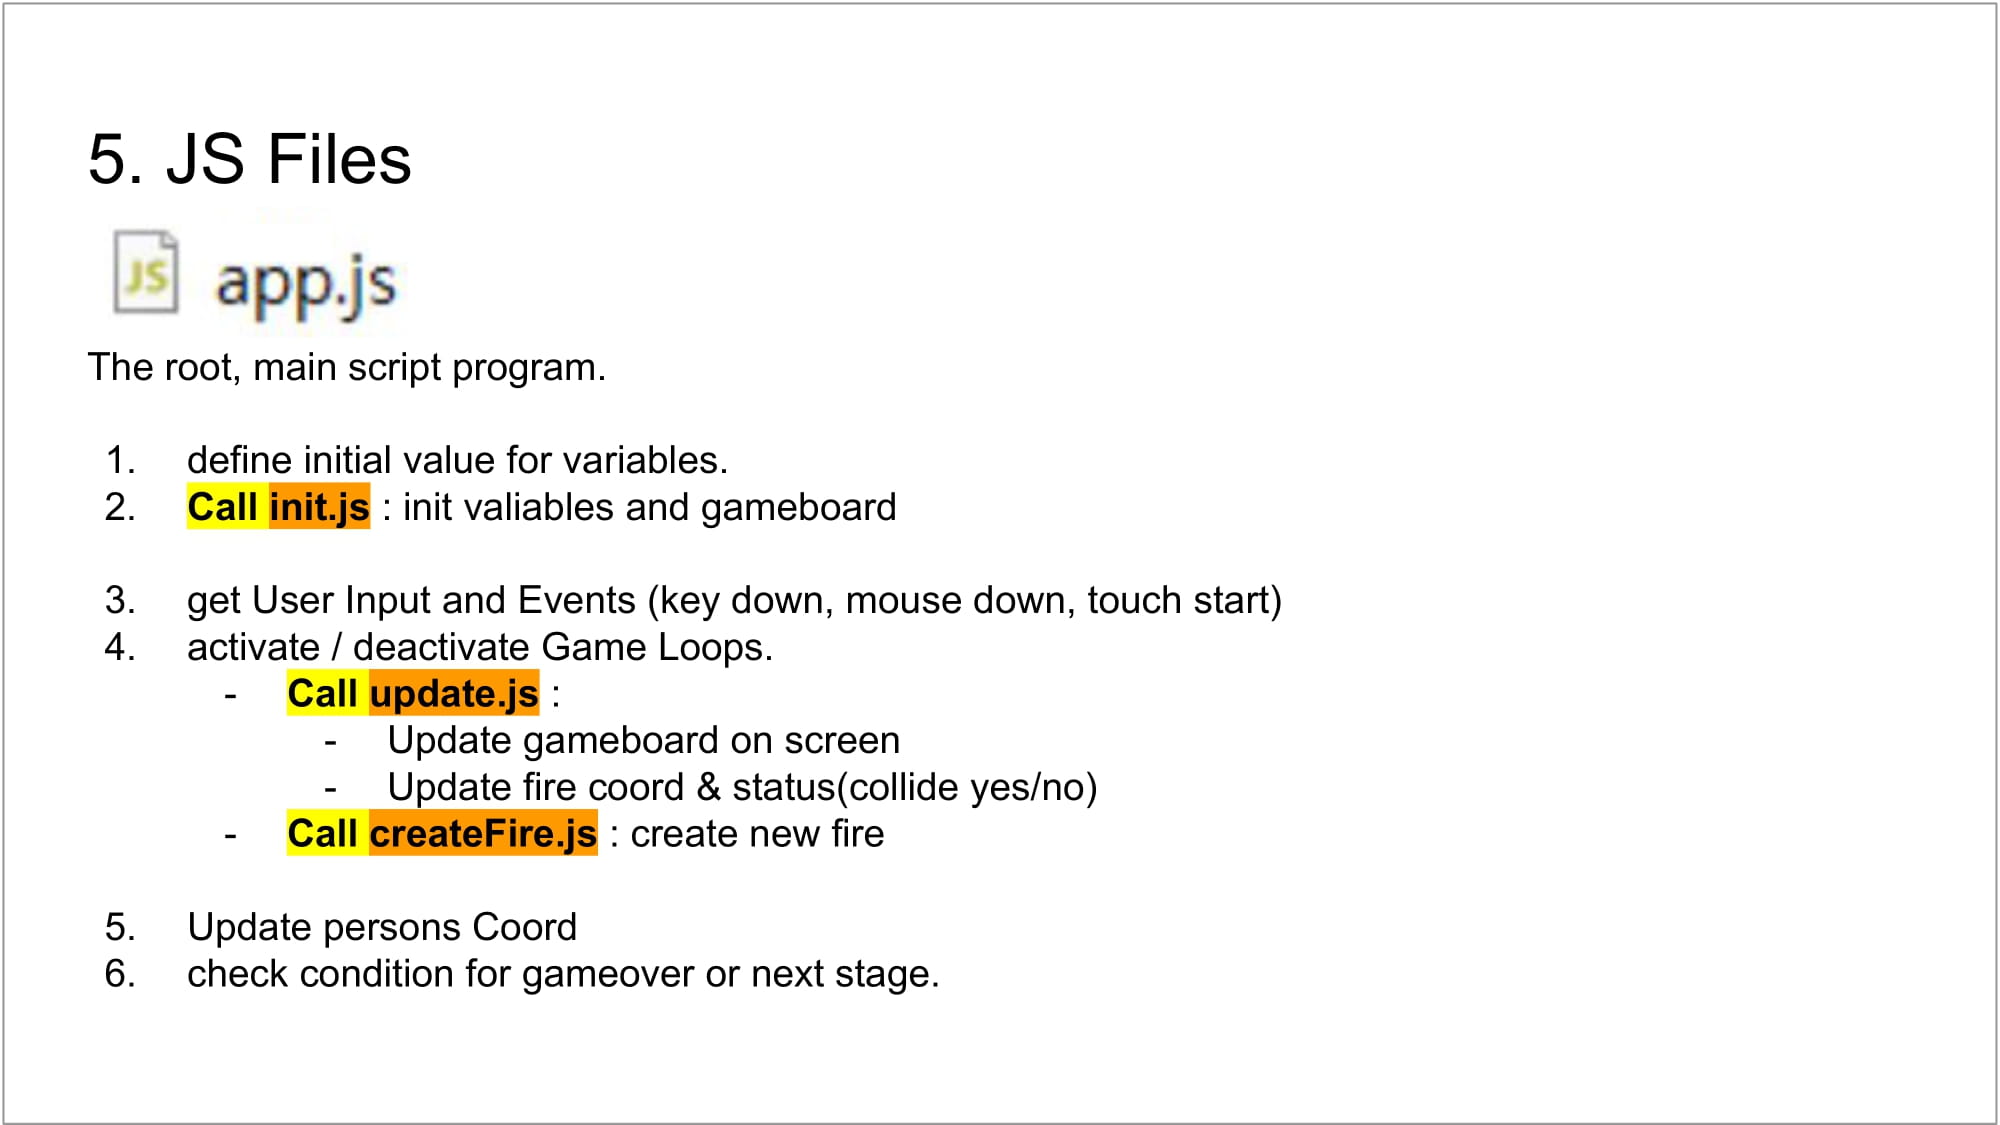 5. JS Files
JS app.js
The root, main script program.
1. define initial value for variables.
2. Call init.js : init valiables and gameboard
3. get User Input and Events (key down, mouse down, touch start)
4. activate / deactivate Game Loops.
- Call update.js :
- Update gameboard on screen
- Update fire coord & status(collide yes/no)
- Call createFire.js : create new fire
5. Update persons Coord
6. check condition for gameover or next stage.